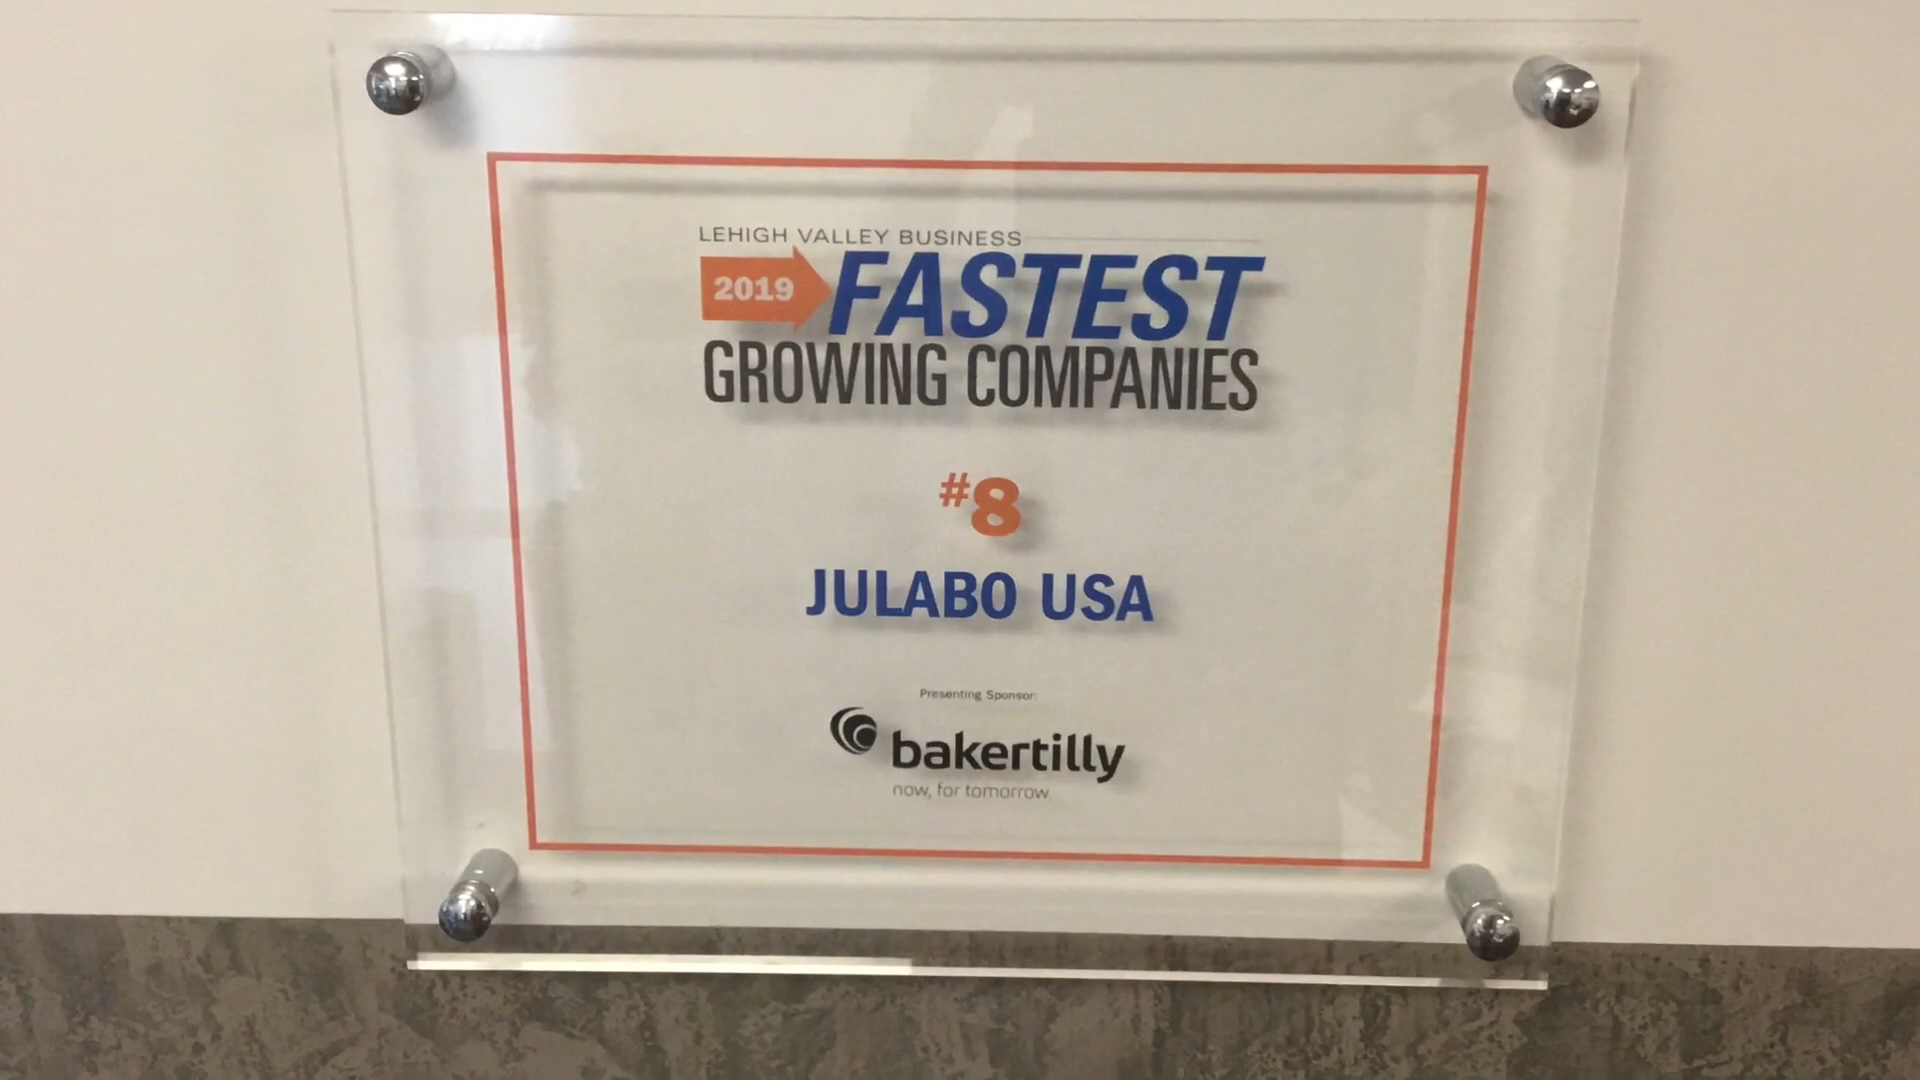 LEHIGH VALLEY BUSINESS
2019 FASTEST
GROWING COMPANIES
#8
JULABO USA
Presenting Sponsor:
bakertilly
now, for tomorrow